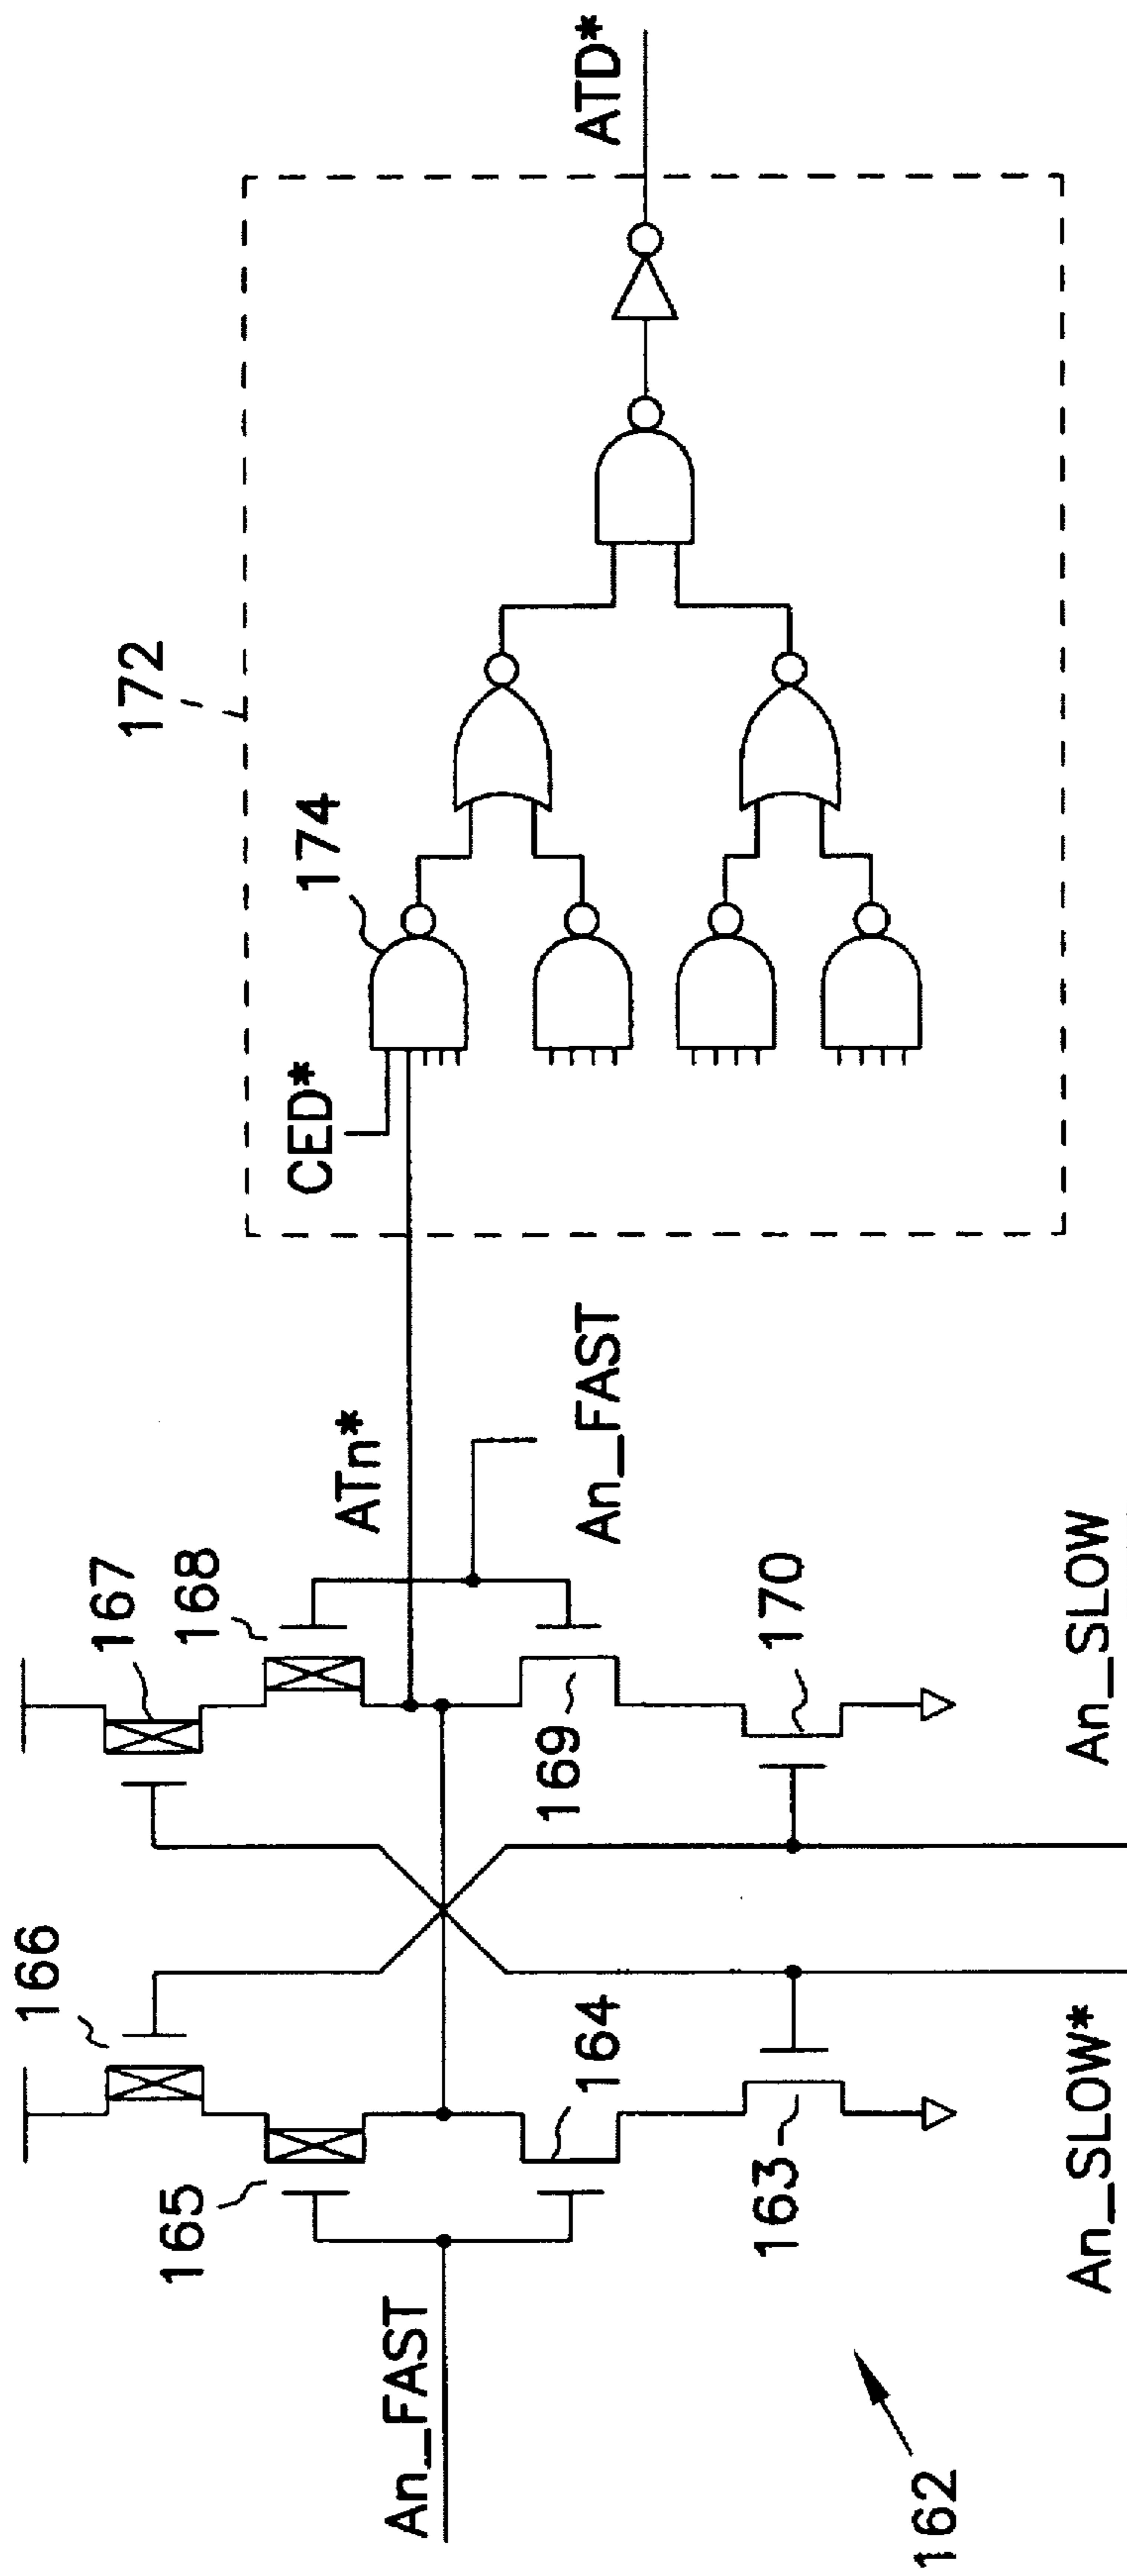 172
ATD*
174
CED*
167
168
ATn*
An_FAST
166
169
170
165
164
An_FAST
163
An_SLOW
An_SLOW*
162